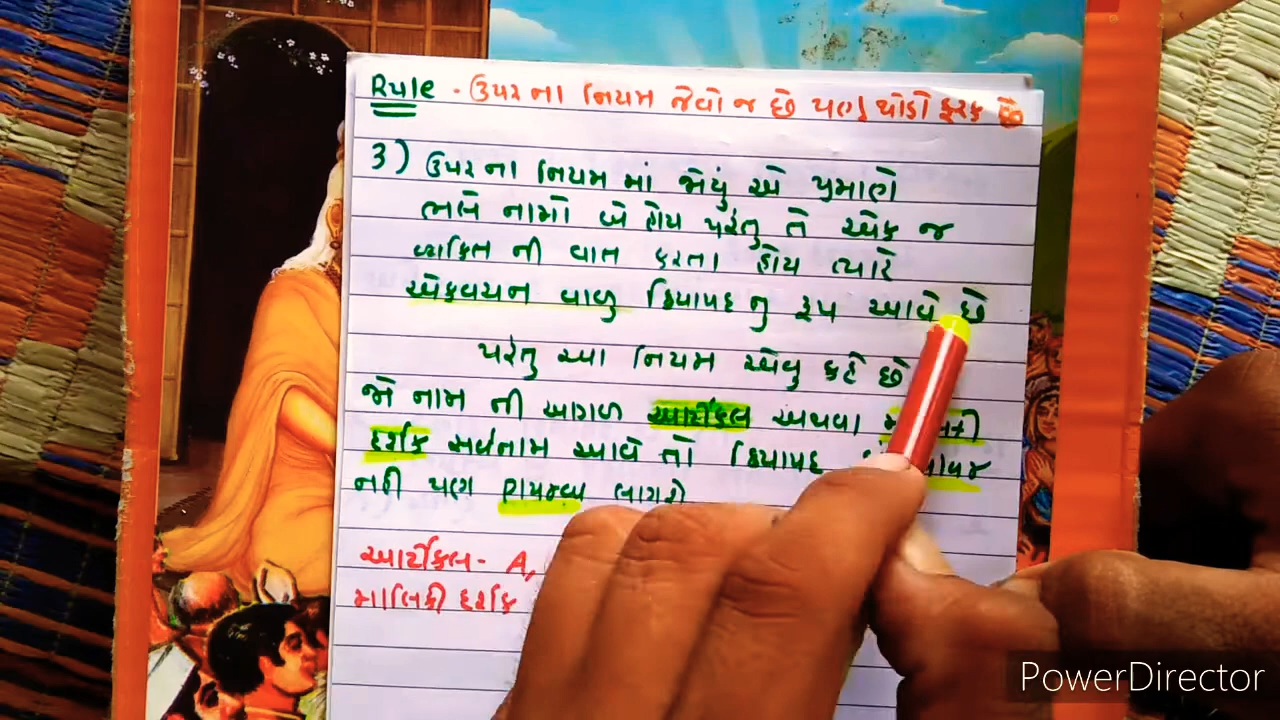 Rule - ઉપર ના નિયમ જેવો જ છે પણ થોડો ફરક છે
3) ઉપર ના નિયમ માં જોયું એ પ્રમાણે
ભલે નામો બે હોય પરંતુ તે એક જ
વ્યકિત ની વાત કરતા હોય ત્યારે
એકવચન વાળુ ક્રિયાપદ નુ રૂપ આવે છે
પરંતુ આ નિયમ એવુ કહે છે
જો નામ ની આગળ આર્ટીકલ અથવા
દર્શક સર્વનામ આવે તો ક્રિયાપદ
નહી પણ લાગશે
આર્ટીકલ - A,
માલિકી દર્શક
PowerDirector